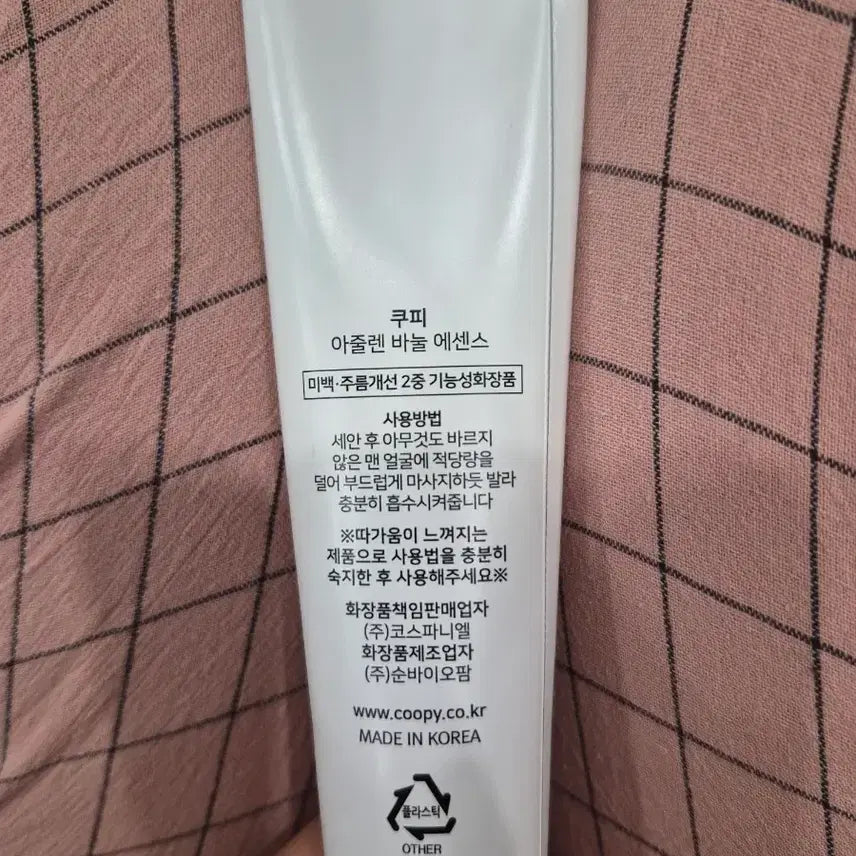 쿠피
아줄렌 바눌 에센스
미백·주름개선 2중 기능성화장품
사용방법
세안 후 아무것도 바르지
않은 맨 얼굴에 적당량을
덜어 부드럽게 마사지하듯 발라
충분히 흡수시켜줍니다
※따가움이 느껴지는
제품으로 사용법을 충분히
숙지한 후 사용해주세요※
화장품책임판매업자
(주)코스파니엘
화장품제조업자
(주)순바이오팜
www.coopy.co.kr
MADE IN KOREA
플라스틱
OTHER